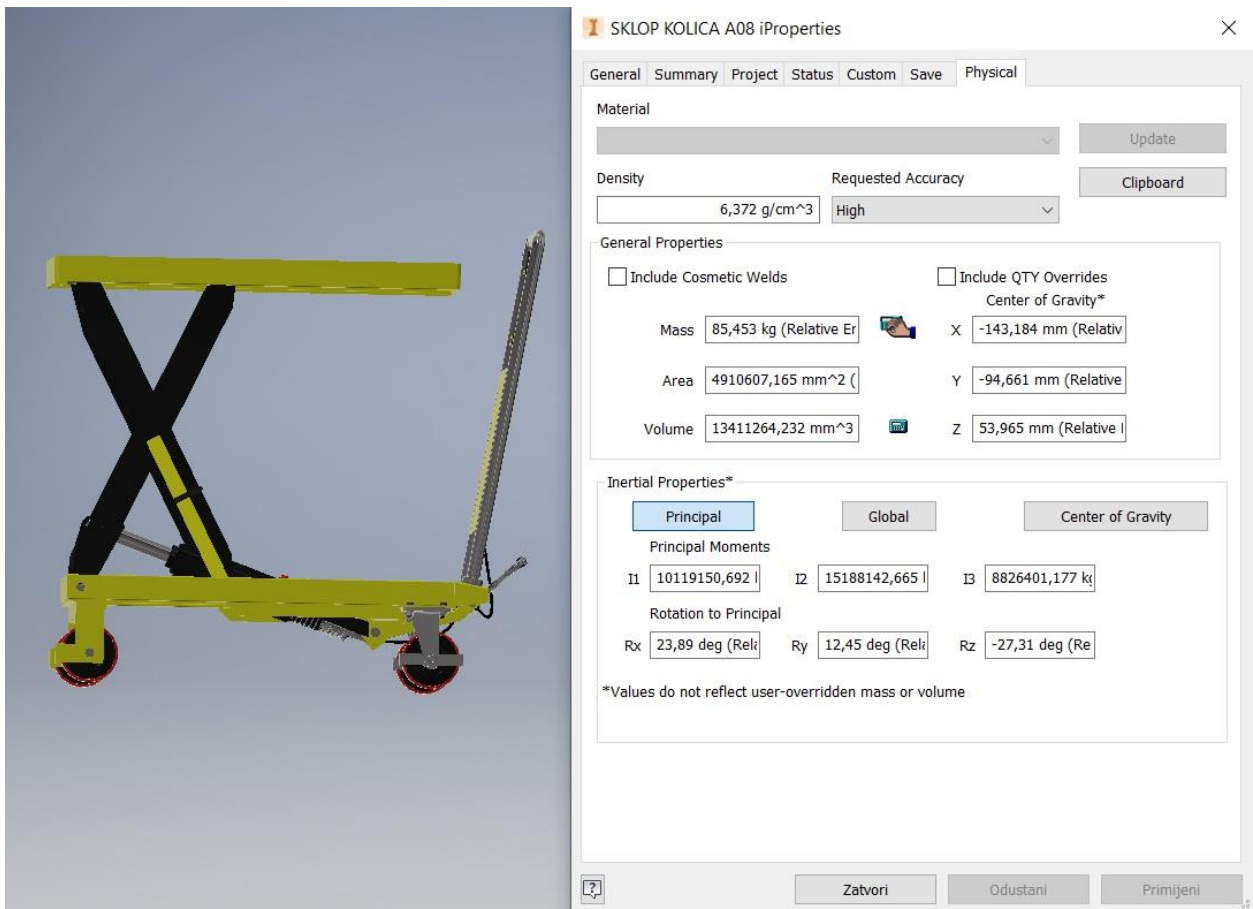 SKLOP KOLICA A08 iProperties
General Summary Project Status Custom Save Physical
Material
Update
Density
Requested Accuracy
Clipboard
6,372 g/cm^3
High
General Properties
Include Cosmetic Welds
Include QTY Overrides
Center of Gravity*
Mass 85,453 kg (Relative Er
X -143,184 mm (Relativ
Area 4910607,165 mm^2 (
Y -94,661 mm (Relative
Volume 13411264,232 mm^3
Z 53,965 mm (Relative
Inertial Properties*
Principal Global Center of Gravity
Principal Moments
I1 10119150,692 I2 15188142,665 I3 8826401,177
Rotation to Principal
Rx 23,89 deg (Rela Ry 12,45 deg (Rela Rz -27,31 deg (Re
*Values do not reflect user-overridden mass or volume
?
Zatvori Odustani Primijeni